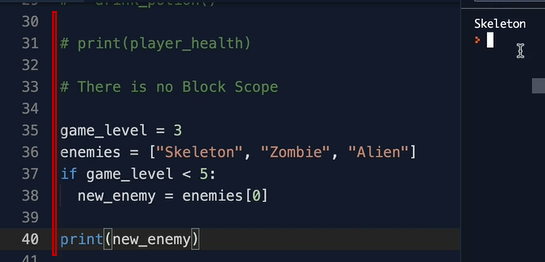 29 # drink_potion()
30
31 # print(player_health)
32
33 # There is no Block Scope
34
35 game_level = 3
36 enemies = ["Skeleton", "Zombie", "Alien"]
37 if game_level < 5:
38   new_enemy = enemies[0]
39
40 print(new_enemy)
41
Skeleton
>